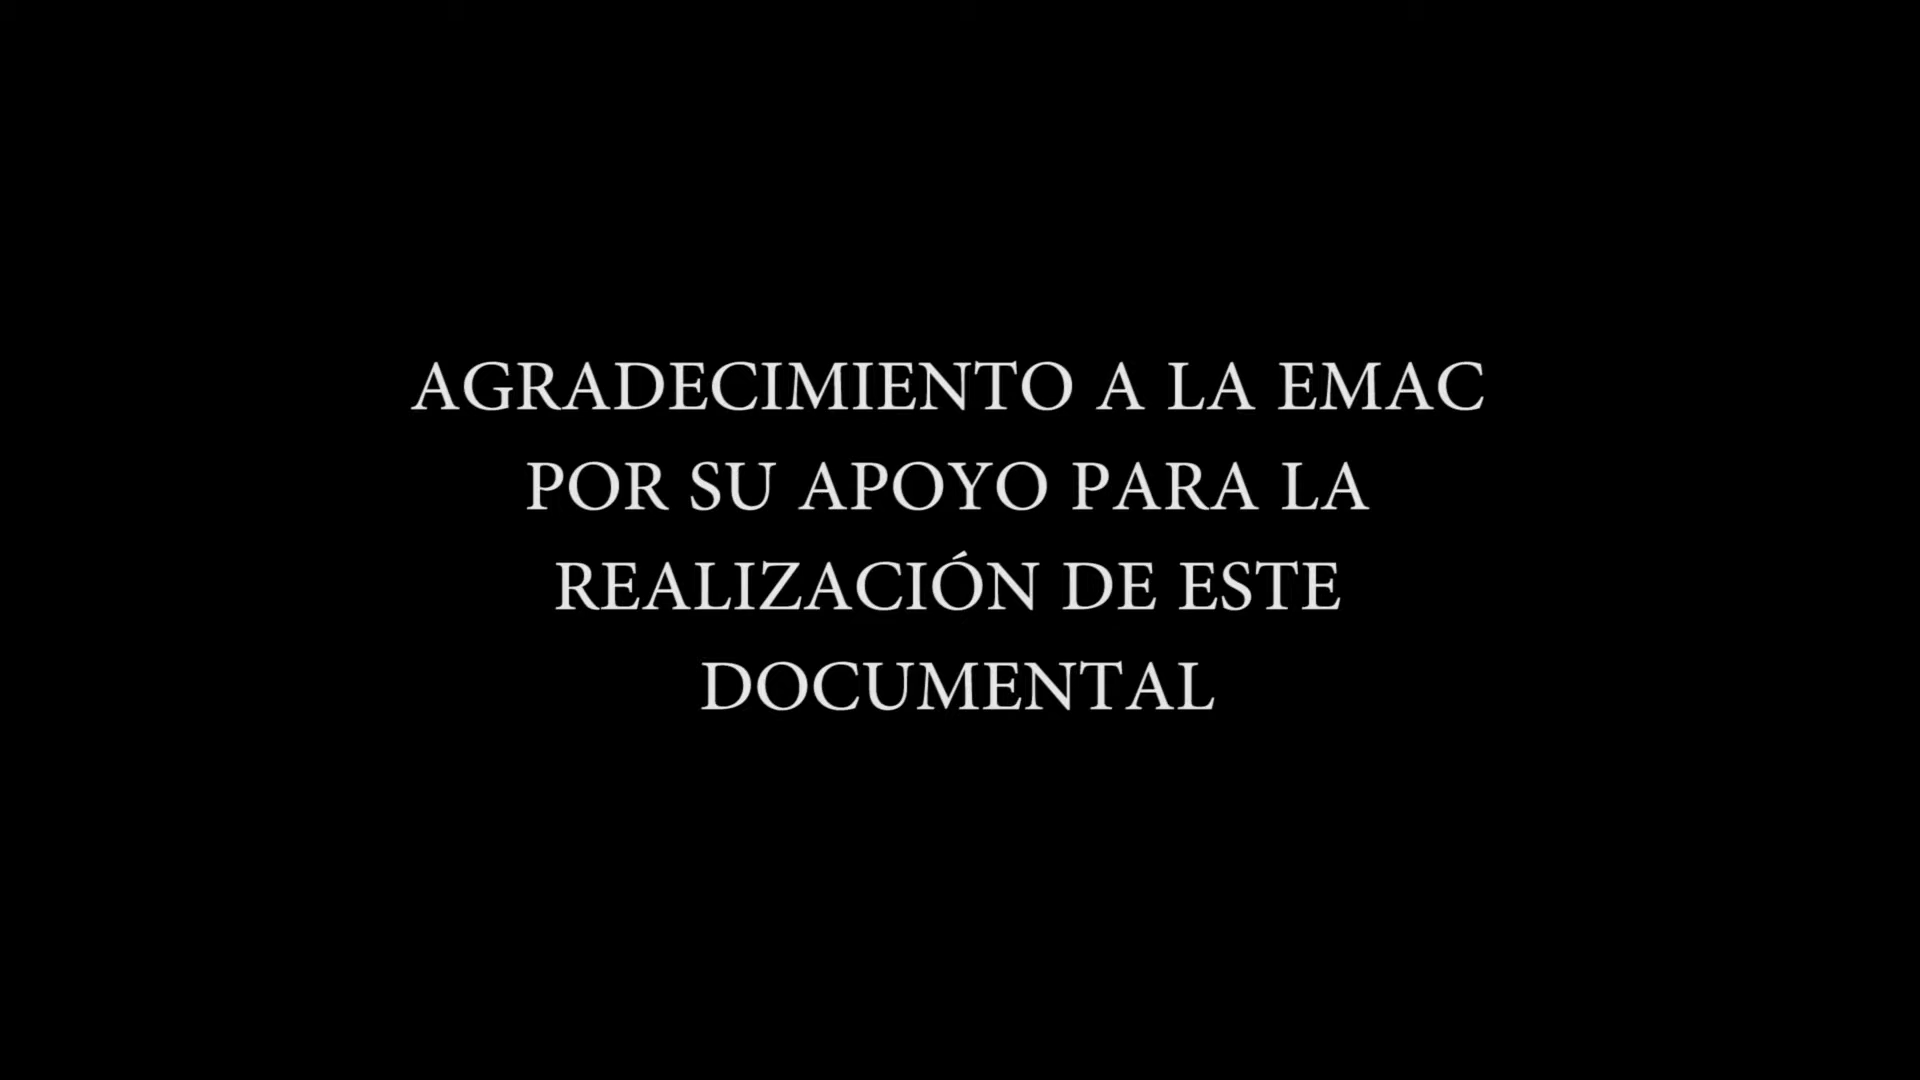 AGRADECIMIENTO A LA EMAC
POR SU APOYO PARA LA
REALIZACIÓN DE ESTE
DOCUMENTAL